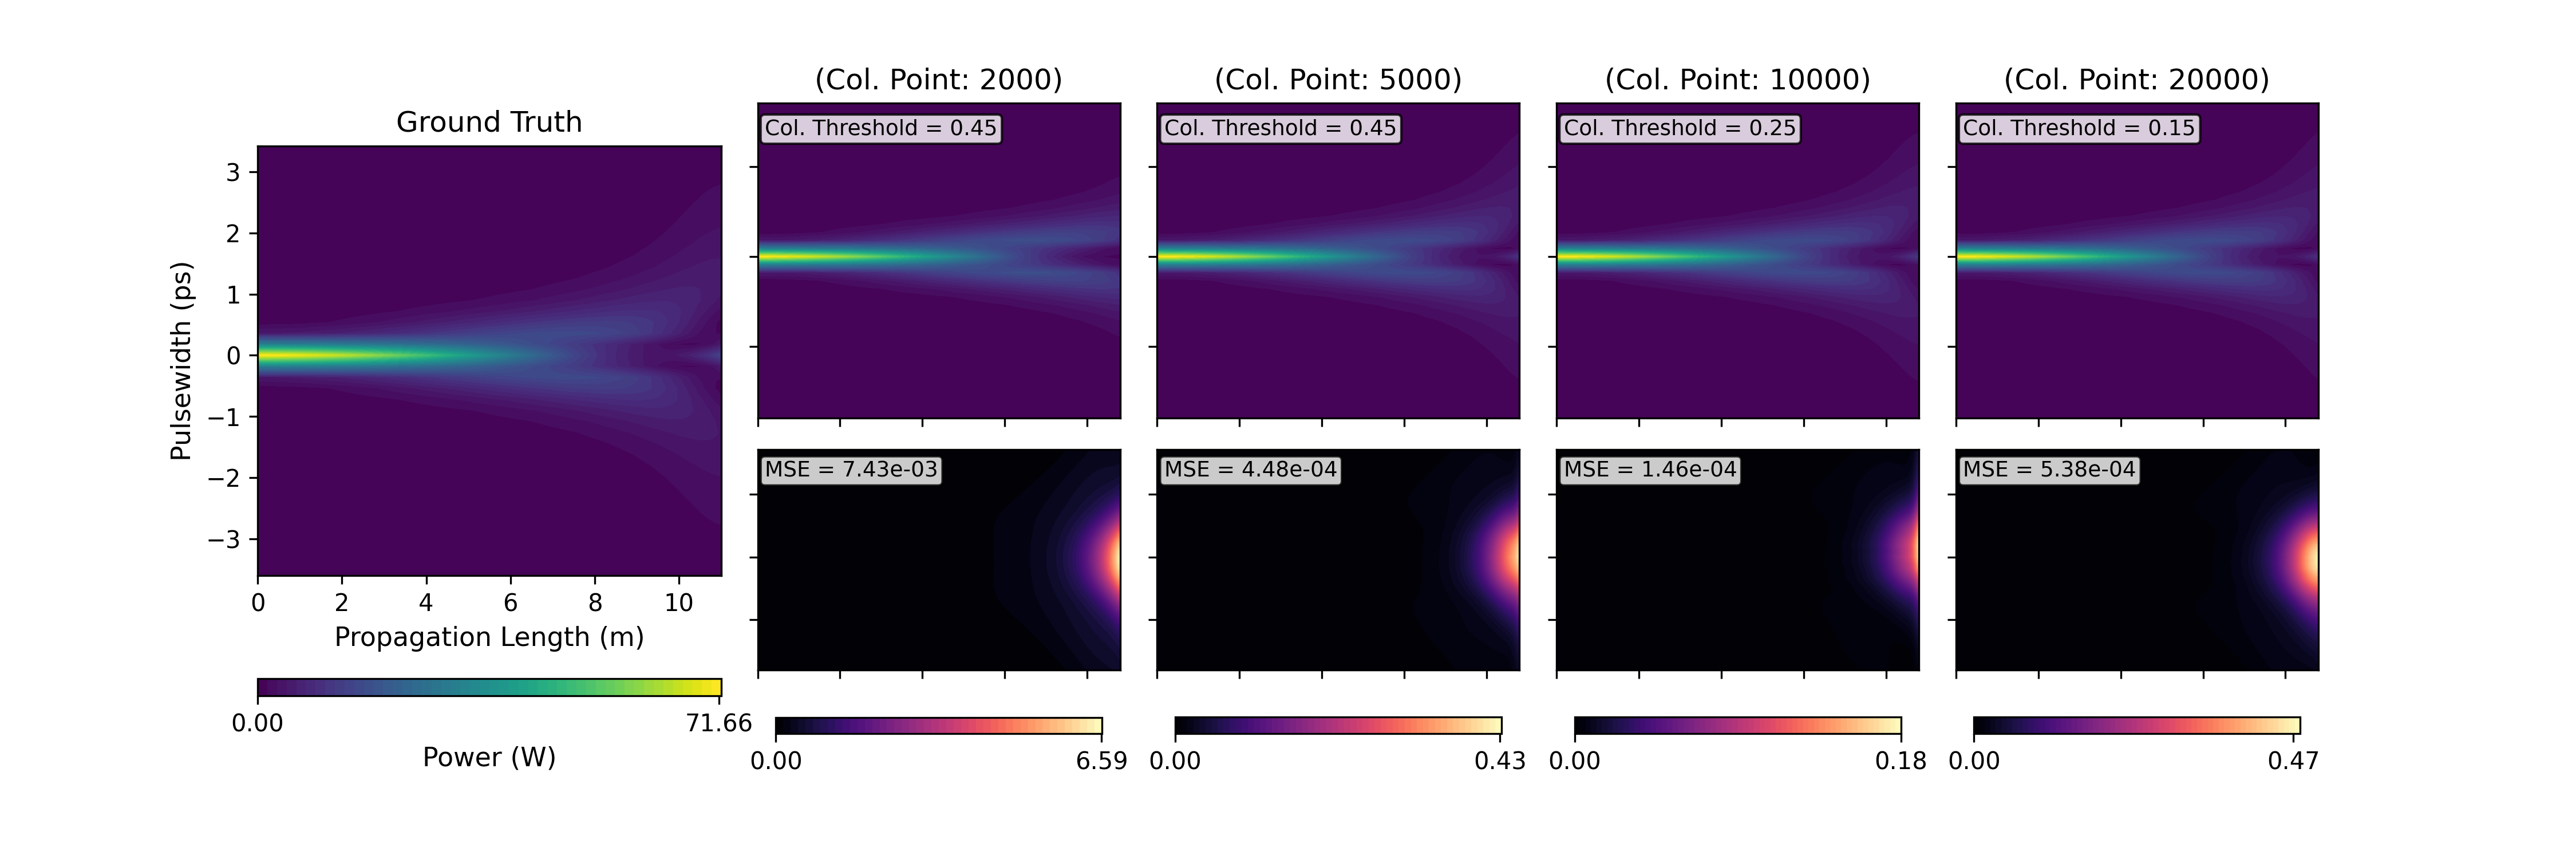 Ground Truth
Pulsewidth (ps)
3
2
1
0
−1
−2
−3
0 2 4 6 8 10
Propagation Length (m)
0.00 71.66
Power (W)
(Col. Point: 2000)
Col. Threshold = 0.45
MSE = 7.43e-03
0.00 6.59
(Col. Point: 5000)
Col. Threshold = 0.45
MSE = 4.48e-04
0.00 0.43
(Col. Point: 10000)
Col. Threshold = 0.25
MSE = 1.46e-04
0.00 0.18
(Col. Point: 20000)
Col. Threshold = 0.15
MSE = 5.38e-04
0.00 0.47